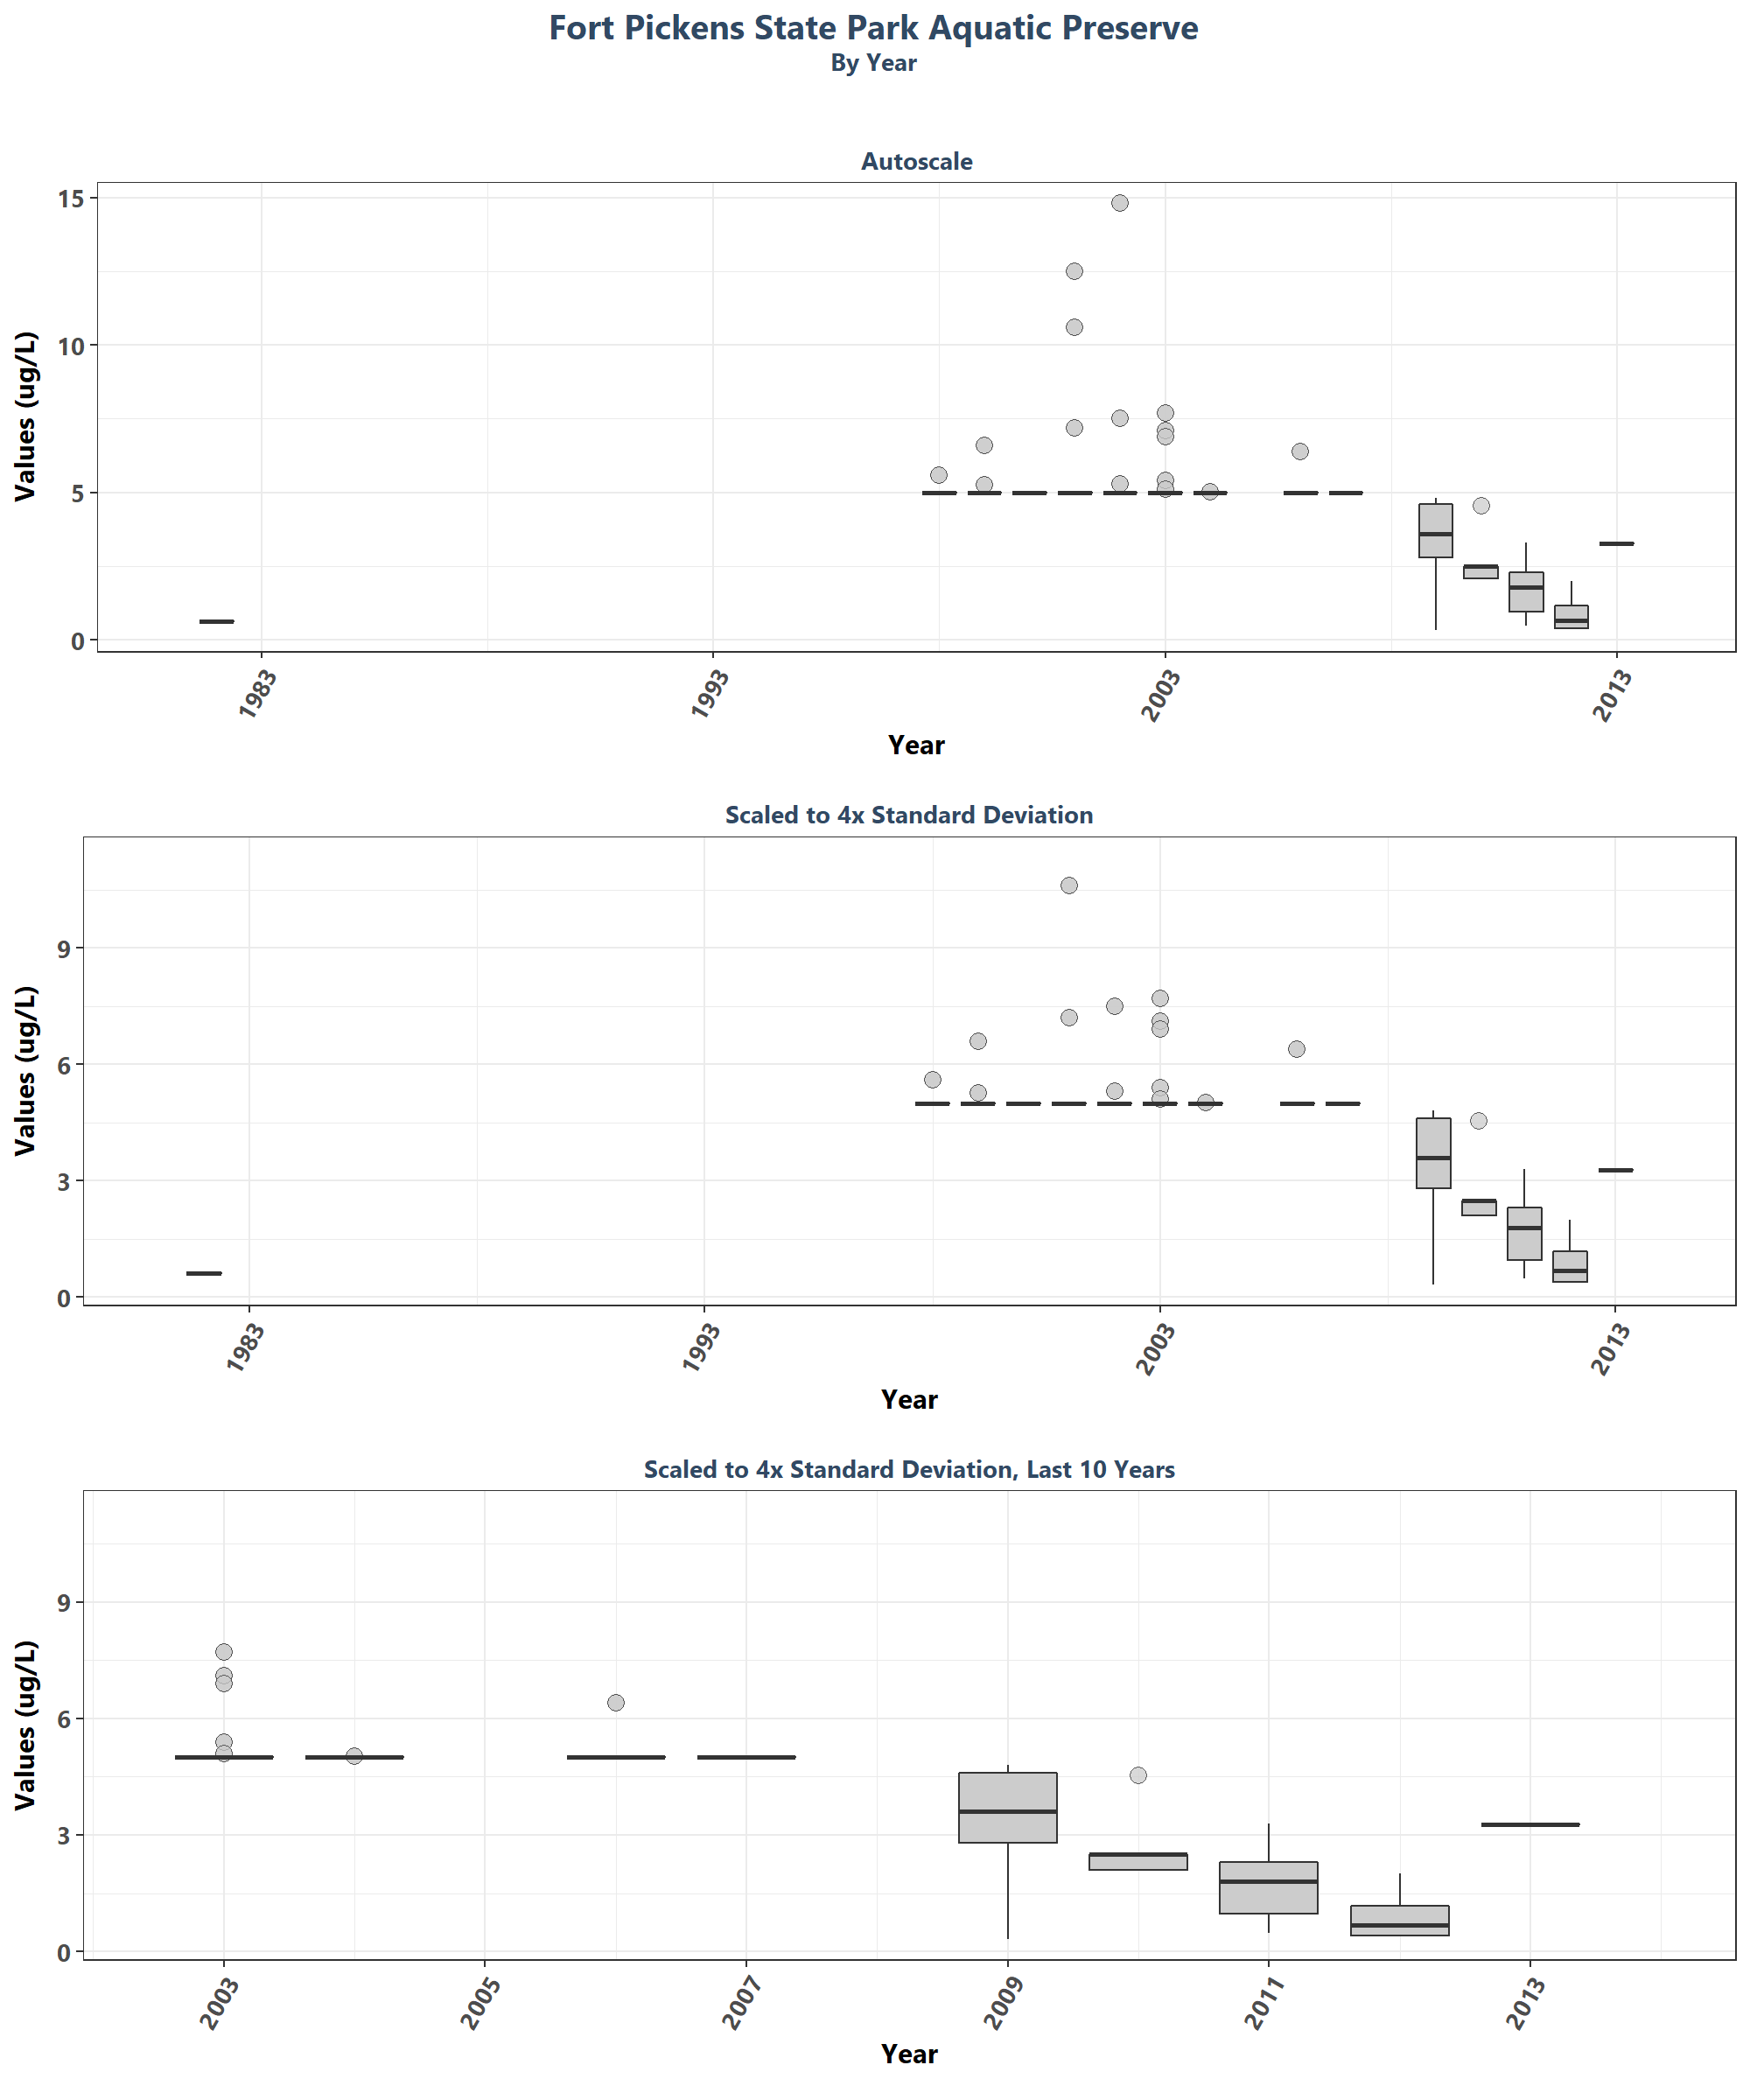 Fort Pickens State Park Aquatic Preserve
By Year
Autoscale
Values (ug/L)
15
10
5
0
1983
1993
2003
2013
Year
Scaled to 4x Standard Deviation
Values (ug/L)
9
6
3
0
1983
1993
2003
2013
Year
Scaled to 4x Standard Deviation, Last 10 Years
Values (ug/L)
9
6
3
0
2003
2005
2007
2009
2011
2013
Year